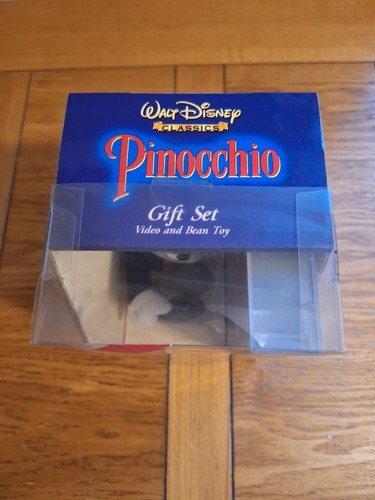 Walt Disney
CLASSICS
Pinocchio
Gift Set
Video and Bean Toy